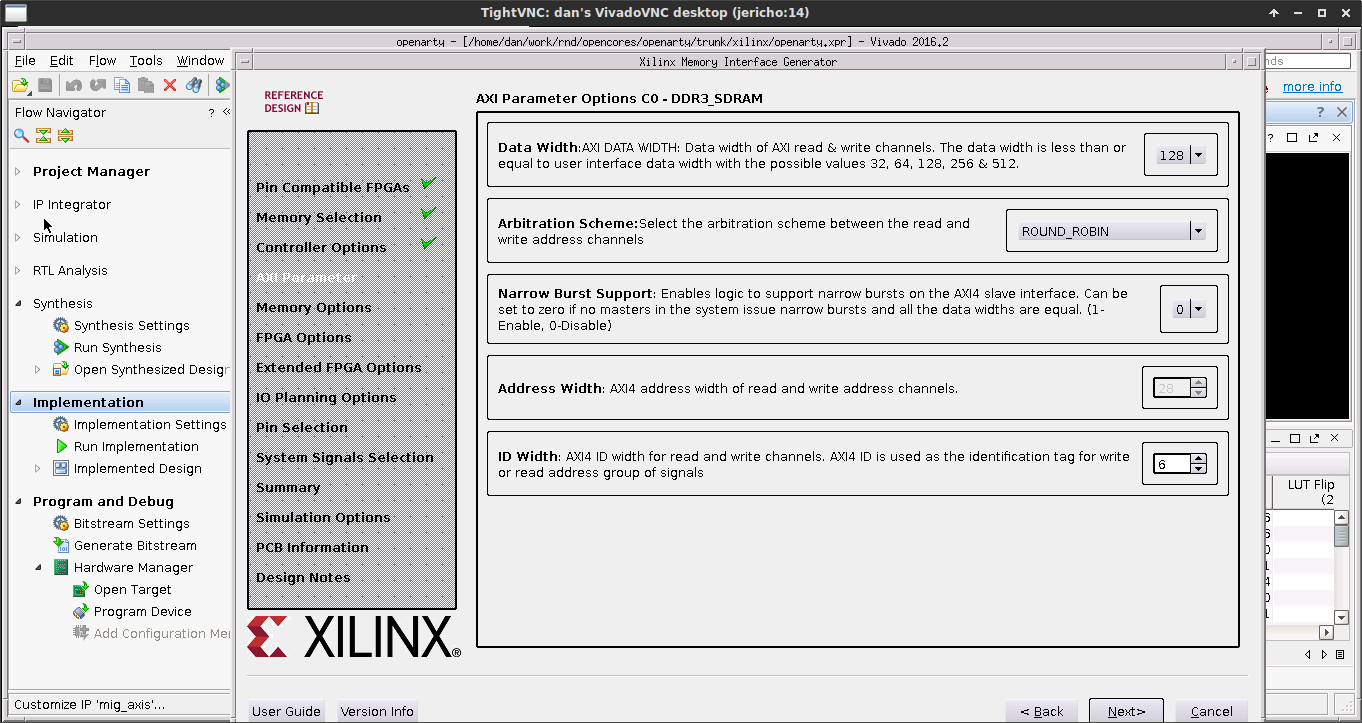 TightVNC: dan's VivadoVNC desktop (jericho:14)
openarty - [/home/dan/work/rnd/opencores/openarty/trunk/xilinx/openarty.xpr] - Vivado 2016.2
File Edit Flow Tools Window
Flow Navigator
Project Manager
IP Integrator
Simulation
RTL Analysis
Synthesis
Synthesis Settings
Run Synthesis
Open Synthesized Design
Implementation
Implementation Settings
Run Implementation
Implemented Design
Program and Debug
Bitstream Settings
Generate Bitstream
Hardware Manager
Open Target
Program Device
Add Configuration Me
Customize IP 'mig_axis'...
Xilinx Memory Interface Generator
REFERENCE
DESIGN
Pin Compatible FPGAs
Memory Selection
Controller Options
AXI Parameter
Memory Options
FPGA Options
Extended FPGA Options
IO Planning Options
Pin Selection
System Signals Selection
Summary
Simulation Options
PCB Information
Design Notes
XILINX®
AXI Parameter Options C0 - DDR3_SDRAM
Data Width:AXI DATA WIDTH: Data width of AXI read & write channels. The data width is less than or
equal to user interface data width with the possible values 32, 64, 128, 256 & 512.
128
Arbitration Scheme:Select the arbitration scheme between the read and
write address channels
ROUND_ROBIN
Narrow Burst Support: Enables logic to support narrow bursts on the AXI4 slave interface. Can be
set to zero if no masters in the system issue narrow bursts and all the data widths are equal. (1-
Enable, 0-Disable)
0
Address Width: AXI4 address width of read and write address channels.
28
ID Width: AXI4 ID width for read and write channels. AXI4 ID is used as the identification tag for write
or read address group of signals
6
User Guide Version Info < Back Next> Cancel
nds
more info
LUT Flip
(2
6
6
0
1
4
0
1